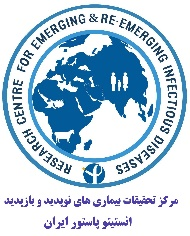 RESEARCH CENTRE FOR EMERGING & RE-EMERGING INFECTIOUS DISEASES
مرکز تحقیقات بیماری های نوپدید و بازپدید
انستیتو پاستور ایران